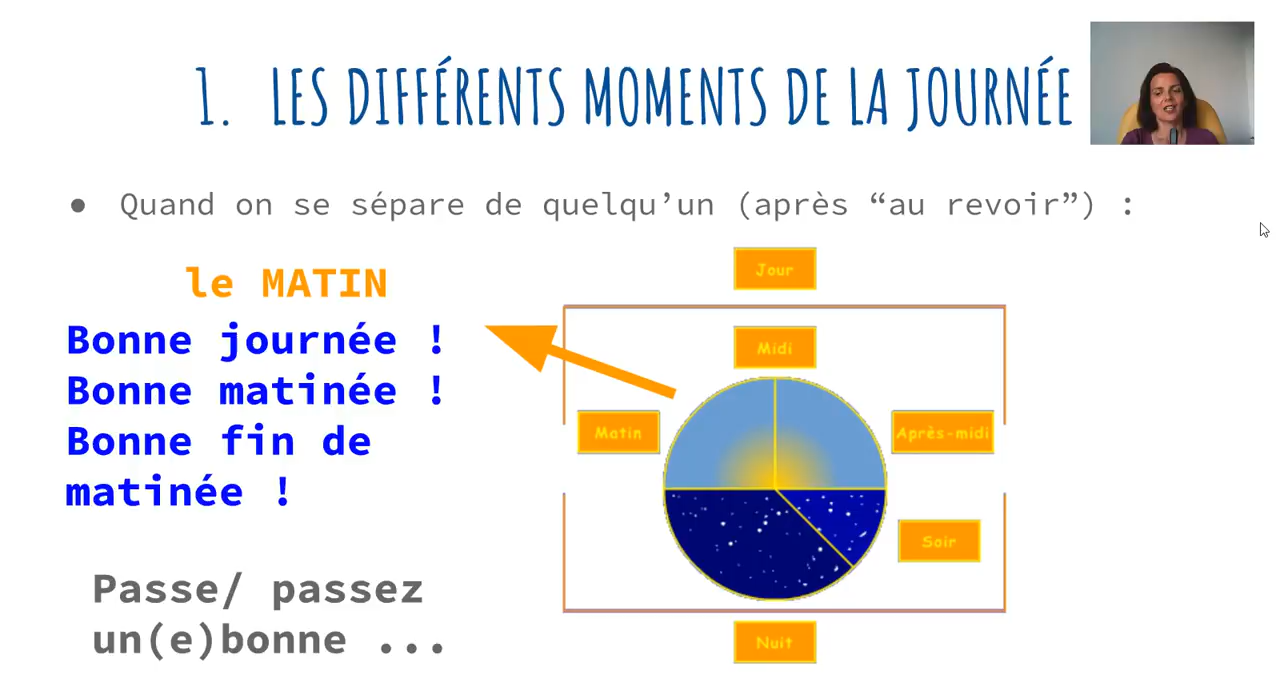 1. LES DIFFÉRENTS MOMENTS DE LA JOURNÉE
● Quand on se sépare de quelqu’un (après “au revoir”) :
le MATIN
Bonne journée !
Bonne matinée !
Bonne fin de
matinée !
Passe/ passez
un(e)bonne ...
Jour
Midi
Matin
Après-midi
Soir
Nuit